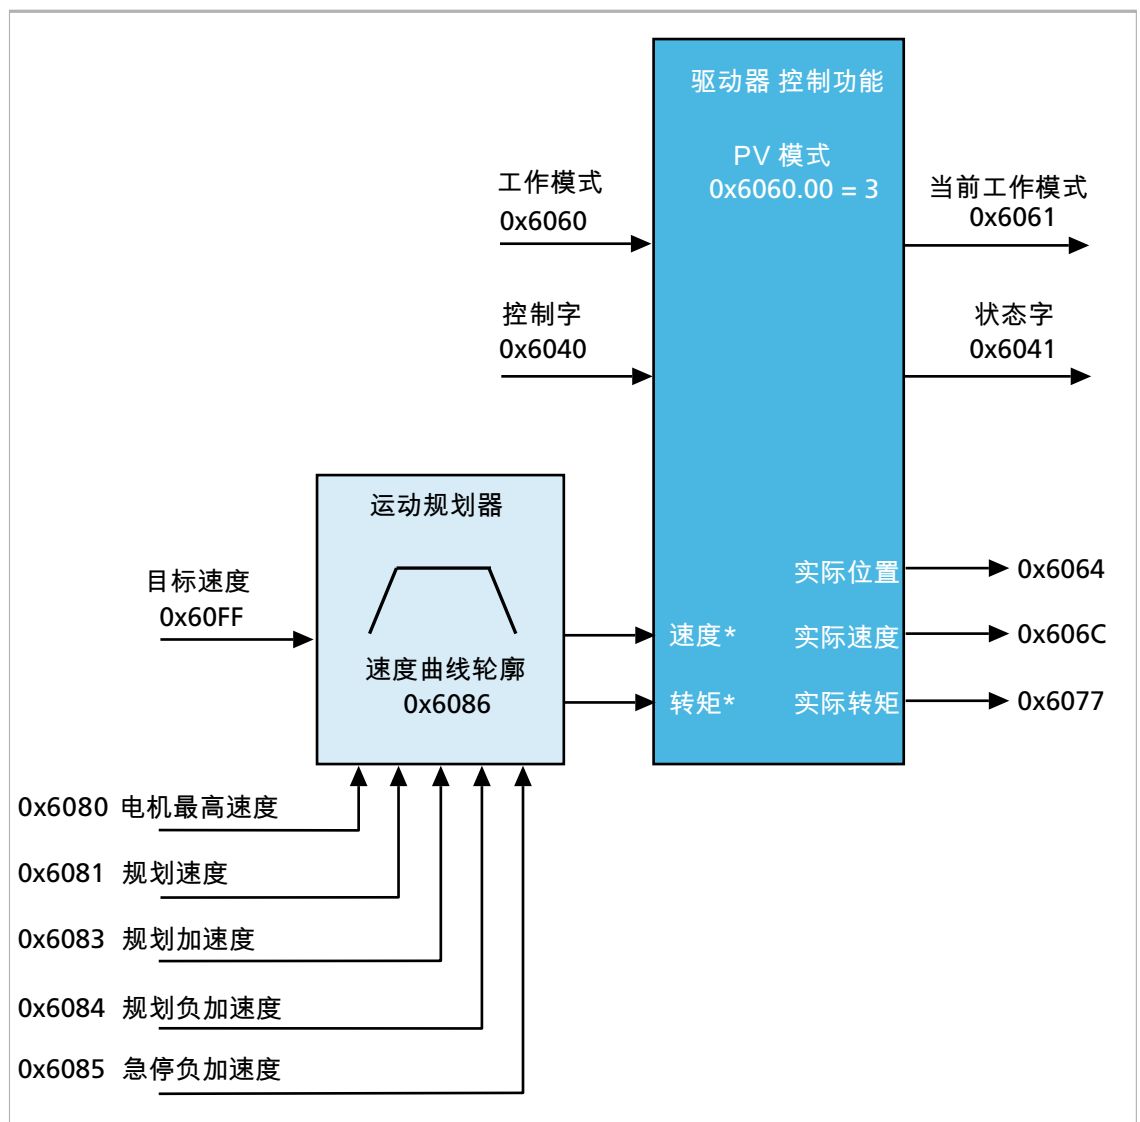 驱动器 控制功能
PV 模式
0x6060.00 = 3
工作模式
0x6060
当前工作模式
0x6061
控制字
0x6040
状态字
0x6041
运动规划器
目标速度
0x60FF
速度曲线轮廓
0x6086
速度*
转矩*
实际位置
0x6064
实际速度
0x606C
实际转矩
0x6077
0x6080 电机最高速度
0x6081 规划速度
0x6083 规划加速度
0x6084 规划负加速度
0x6085 急停负加速度